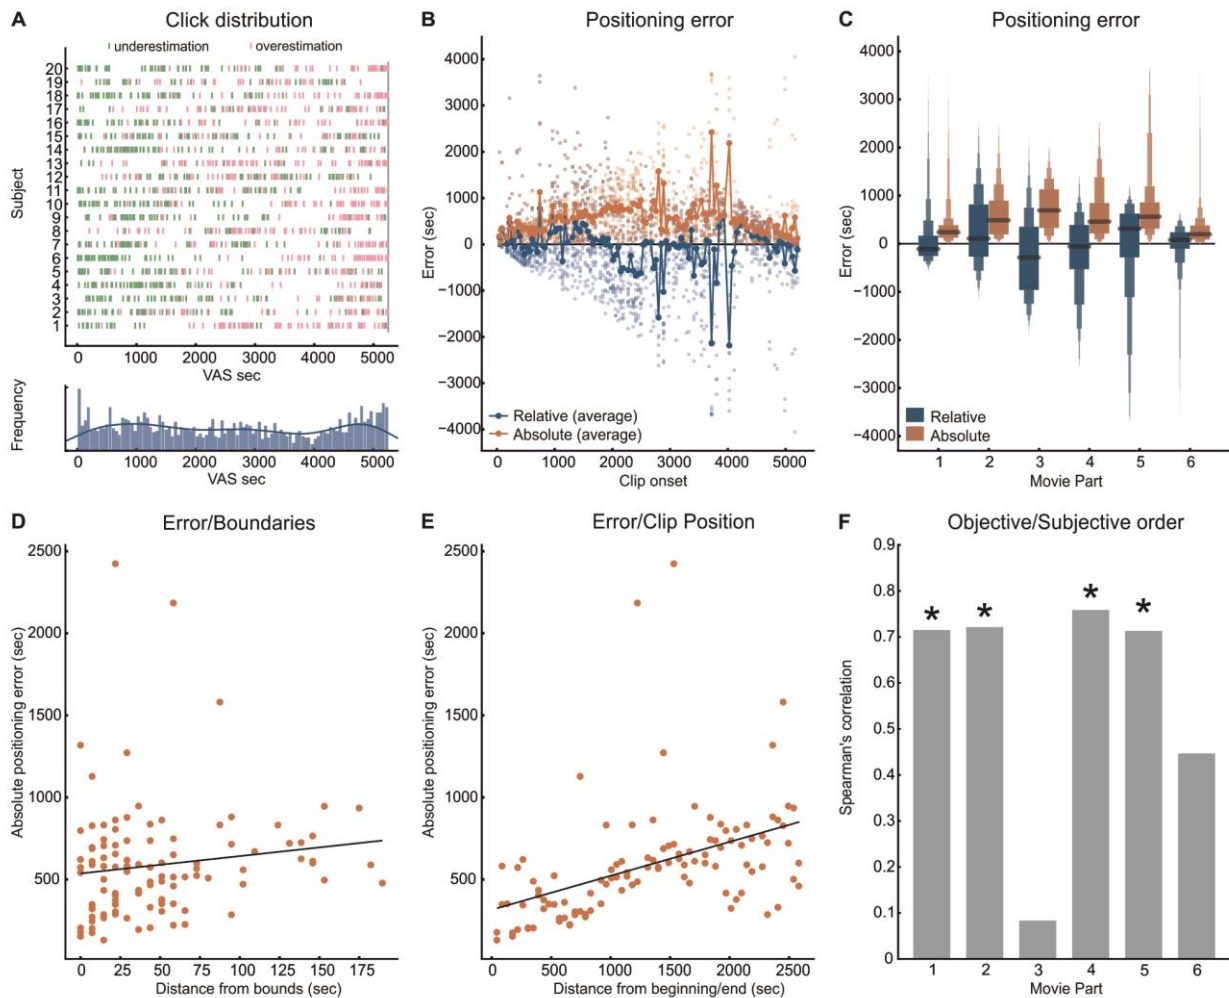 A Click distribution
underestimation overestimation
Subject
20
19
18
17
16
15
14
13
12
11
10
9
8
7
6
5
4
3
2
1
0 1000 2000 3000 4000 5000
VAS sec
Frequency
0 1000 2000 3000 4000 5000
VAS sec
B Positioning error
Error (sec)
4000
3000
2000
1000
0
−1000
−2000
−3000
−4000
Relative (average)
Absolute (average)
0 1000 2000 3000 4000 5000
Clip onset
C Positioning error
Error (sec)
4000
3000
2000
1000
0
−1000
−2000
−3000
−4000
Relative
Absolute
1 2 3 4 5 6
Movie Part
D Error/Boundaries
Absolute positioning error (sec)
2500
2000
1500
1000
500
0 25 50 75 100 125 150 175
Distance from bounds (sec)
E Error/Clip Position
Absolute positioning error (sec)
2500
2000
1500
1000
500
0 500 1000 1500 2000 2500
Distance from beginning/end (sec)
F Objective/Subjective order
Spearman's correlation
0.9
0.8
0.7
0.6
0.5
0.4
0.3
0.2
0.1
0
* * * *
1 2 3 4 5 6
Movie Part